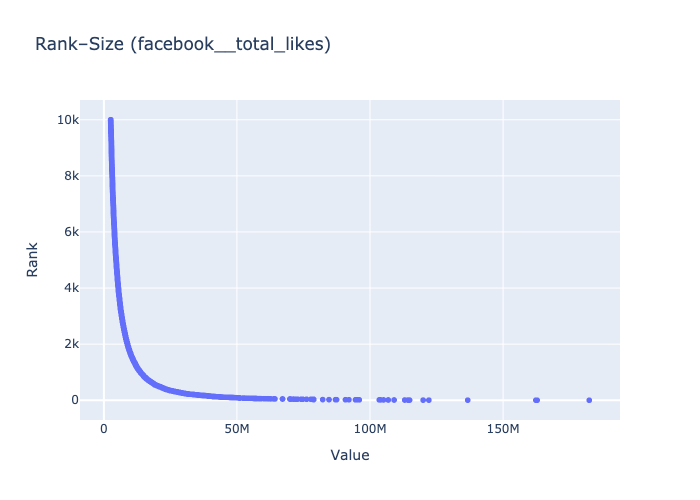 Rank−Size (facebook__total_likes)
10k
8k
6k
4k
2k
0
Rank
0 50M 100M 150M
Value